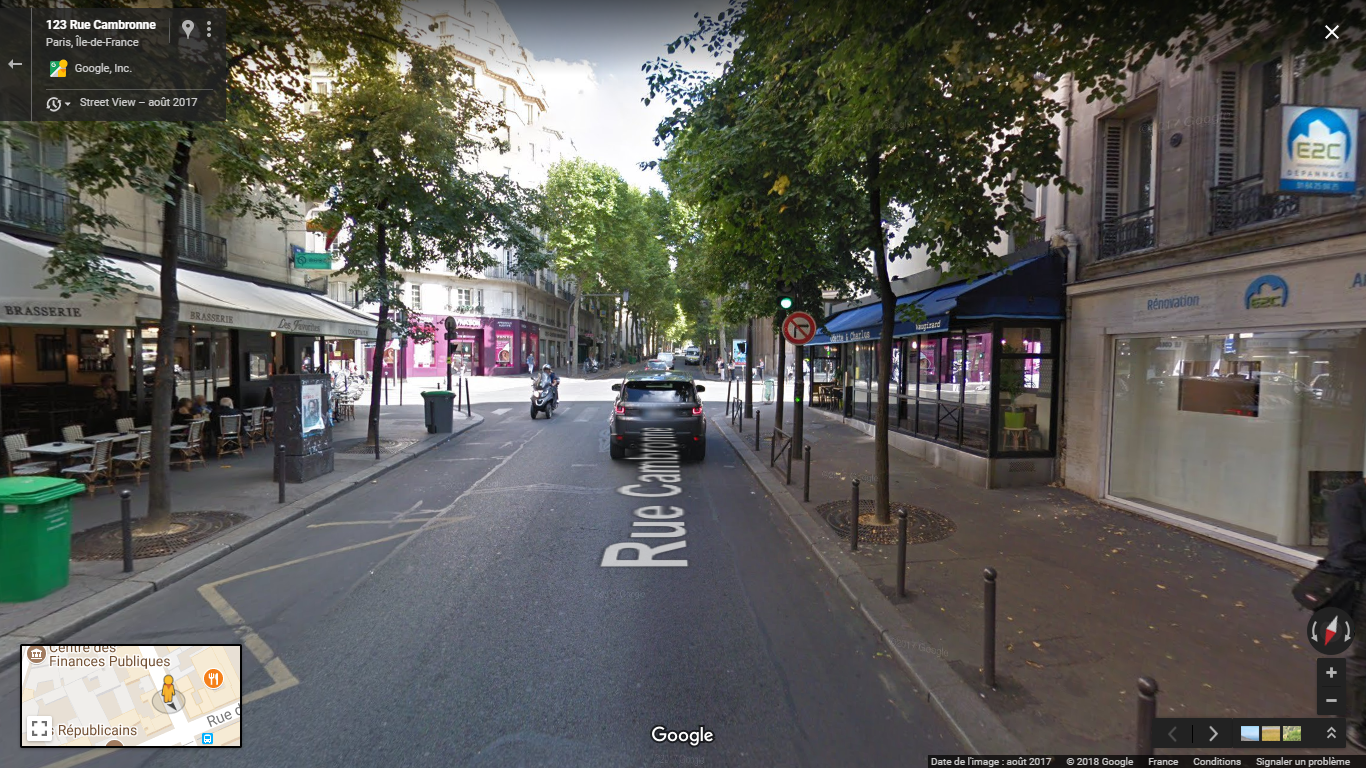 123 Rue Cambronne
Paris, Île-de-France
Google, Inc.
Street View – août 2017
E2C
DÉPANNAGE
BRASSERIE
BRASSERIE
Rénovation
E2C
Vaugirard
Rue Cambronne
Centre des
Finances Publiques
Républicains
Rue d
Google
Date de l'image : août 2017
© 2018 Google
France
Conditions
Signaler un problème